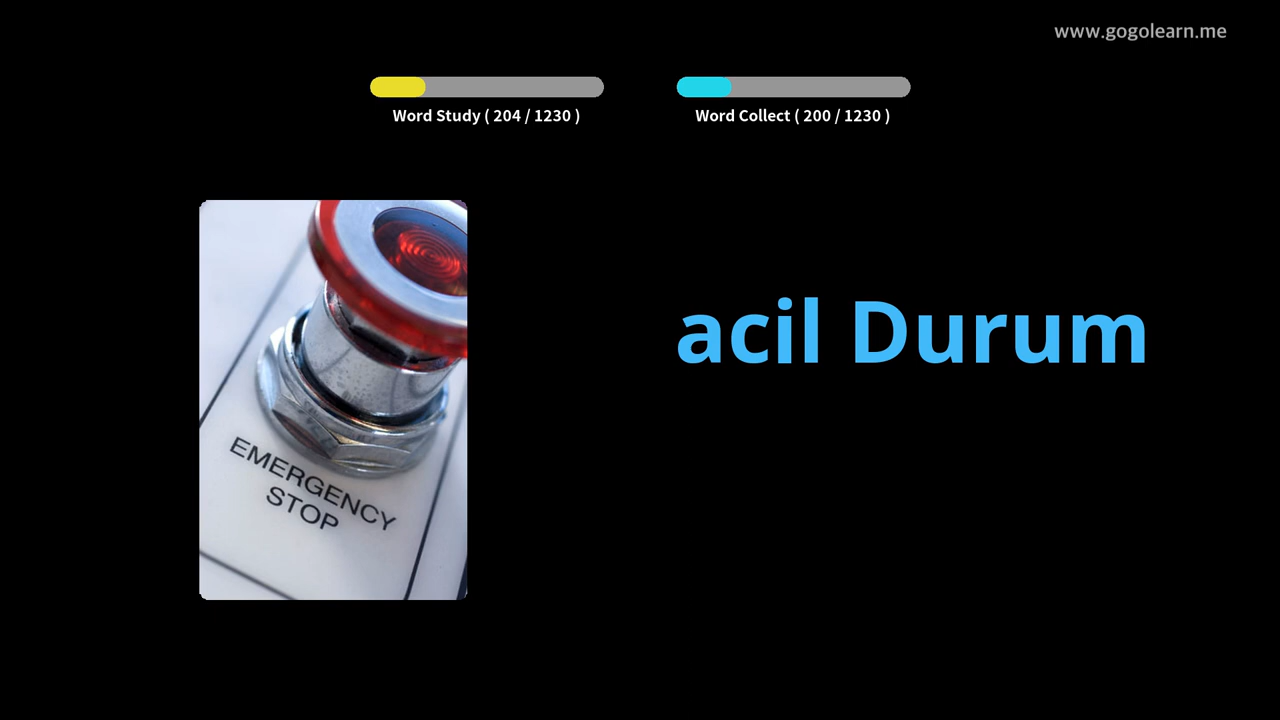 www.gogolearn.me
Word Study ( 204 / 1230 )
Word Collect ( 200 / 1230 )
acil Durum
EMERGENCY
STOP